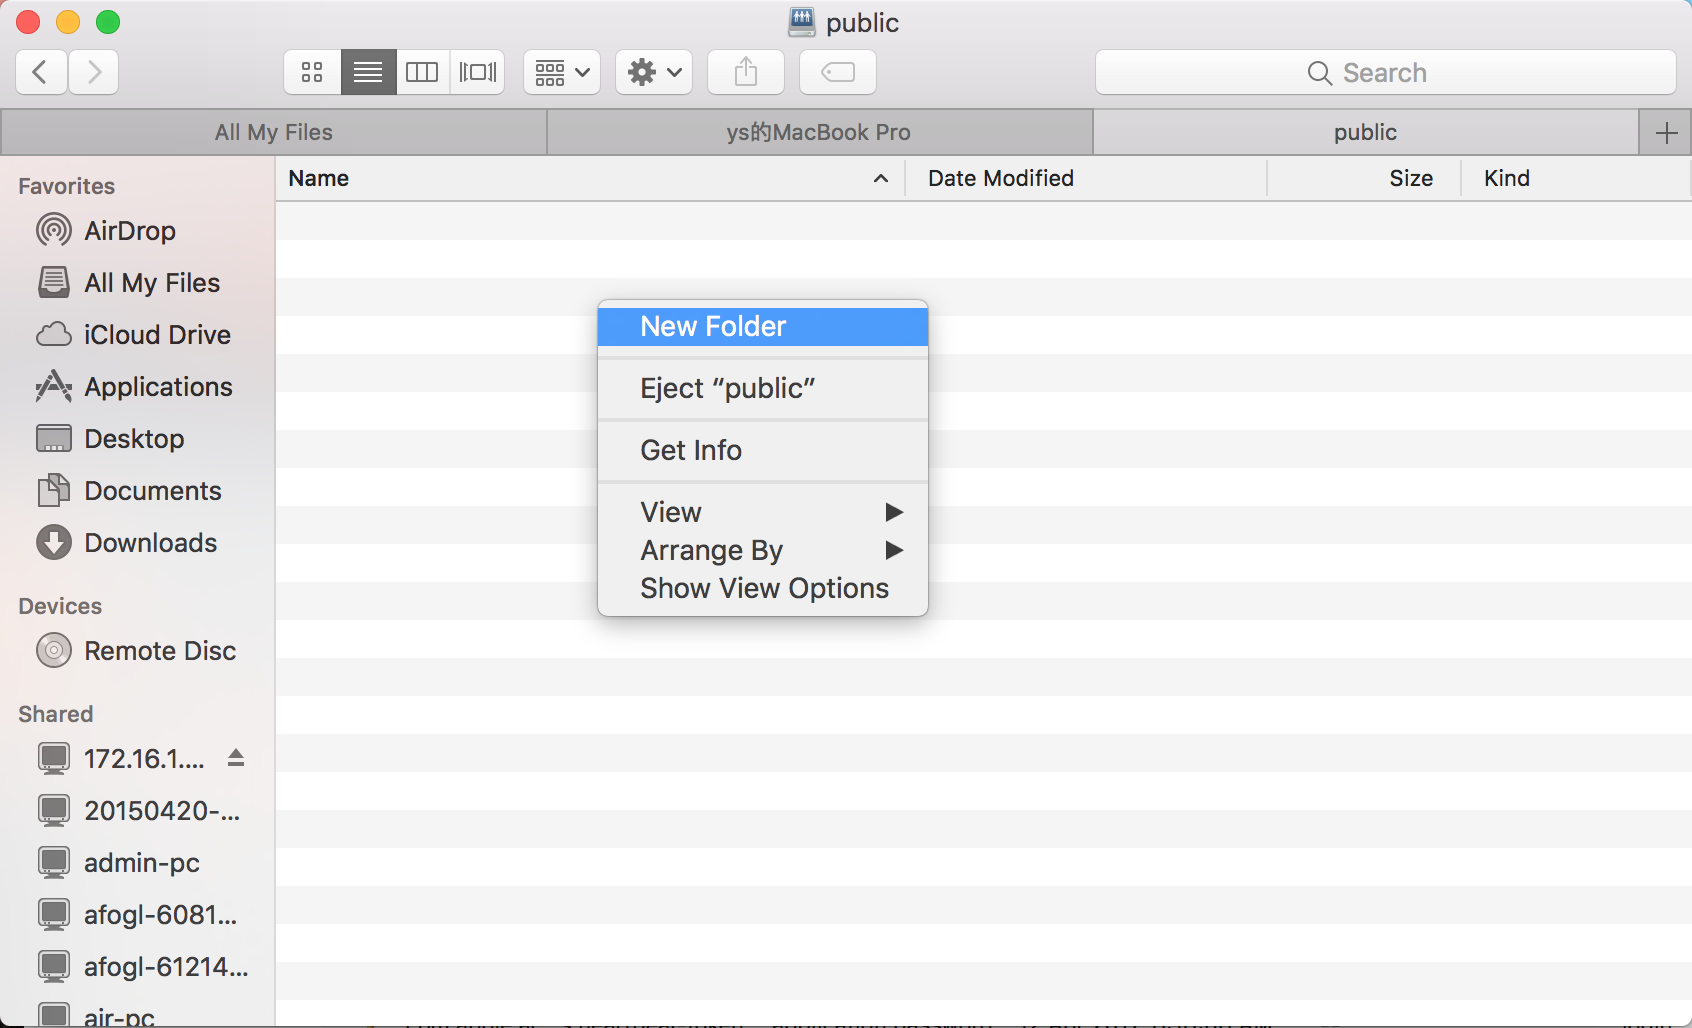 public
Search
All My Files
ys的MacBook Pro
public
Favorites
AirDrop
All My Files
iCloud Drive
Applications
Desktop
Documents
Downloads
Devices
Remote Disc
Shared
172.16.1....
20150420-...
admin-pc
afogl-6081...
afogl-61214...
air-pc
Name
Date Modified
Size
Kind
New Folder
Eject “public”
Get Info
View
Arrange By
Show View Options